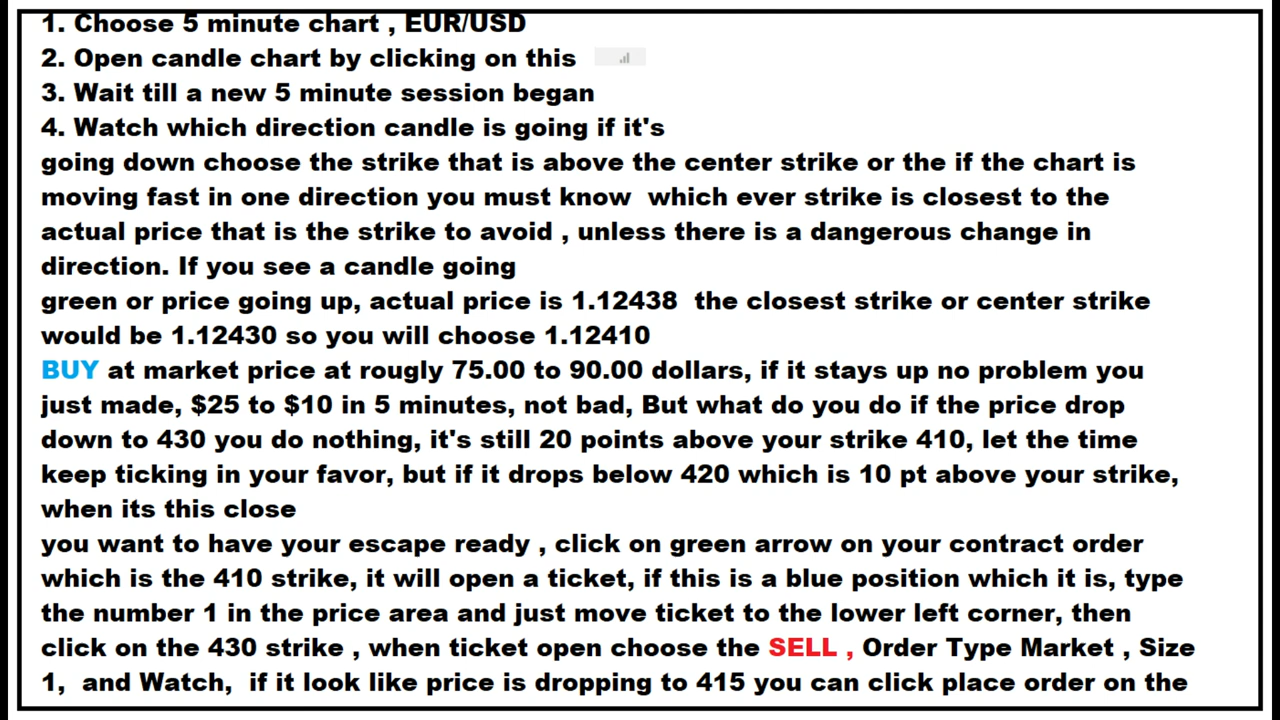 1. Choose 5 minute chart , EUR/USD
2. Open candle chart by clicking on this
3. Wait till a new 5 minute session began
4. Watch which direction candle is going if it's
going down choose the strike that is above the center strike or the if the chart is
moving fast in one direction you must know  which ever strike is closest to the
actual price that is the strike to avoid , unless there is a dangerous change in
direction. If you see a candle going
green or price going up, actual price is 1.12438  the closest strike or center strike
would be 1.12430 so you will choose 1.12410
BUY at market price at rougly 75.00 to 90.00 dollars, if it stays up no problem you
just made, $25 to $10 in 5 minutes, not bad, But what do you do if the price drop
down to 430 you do nothing, it's still 20 points above your strike 410, let the time
keep ticking in your favor, but if it drops below 420 which is 10 pt above your strike,
when its this close
you want to have your escape ready , click on green arrow on your contract order
which is the 410 strike, it will open a ticket, if this is a blue position which it is, type
the number 1 in the price area and just move ticket to the lower left corner, then
click on the 430 strike , when ticket open choose the SELL , Order Type Market , Size
1,  and Watch,  if it look like price is dropping to 415 you can click place order on the